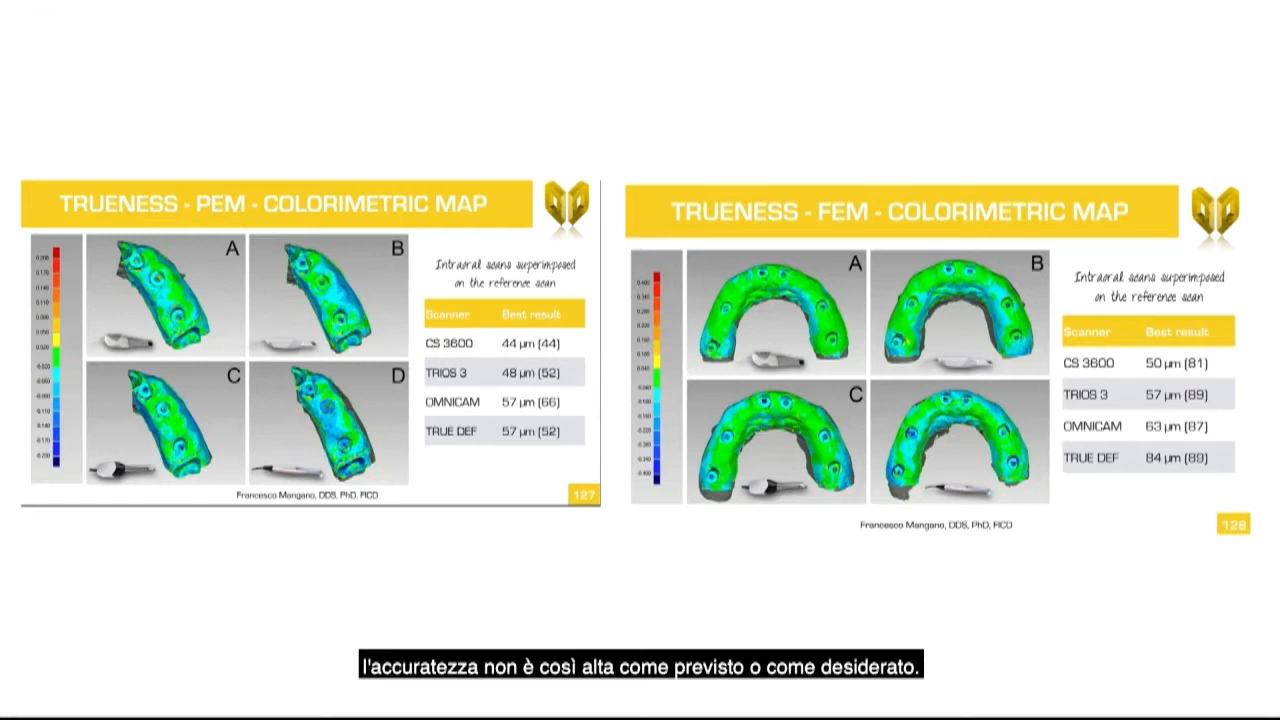 TRUENESS - PEM - COLORIMETRIC MAP
A
B
C
D
Intraoral scans superimposed
on the reference scan
Scanner Best result
CS 3600 44 µm (44)
TRIOS 3 48 µm (52)
OMNICAM 57 µm (66)
TRUE DEF 57 µm (52)
Francesco Mangano, DDS, PhD, FICD
127
TRUENESS - FEM - COLORIMETRIC MAP
A
B
C
Intraoral scans superimposed
on the reference scan
Scanner Best result
CS 3600 50 µm (81)
TRIOS 3 57 µm (89)
OMNICAM 63 µm (87)
TRUE DEF 84 µm (89)
Francesco Mangano, DDS, PhD, FICD
128
l'accuratezza non è così alta come previsto o come desiderato.